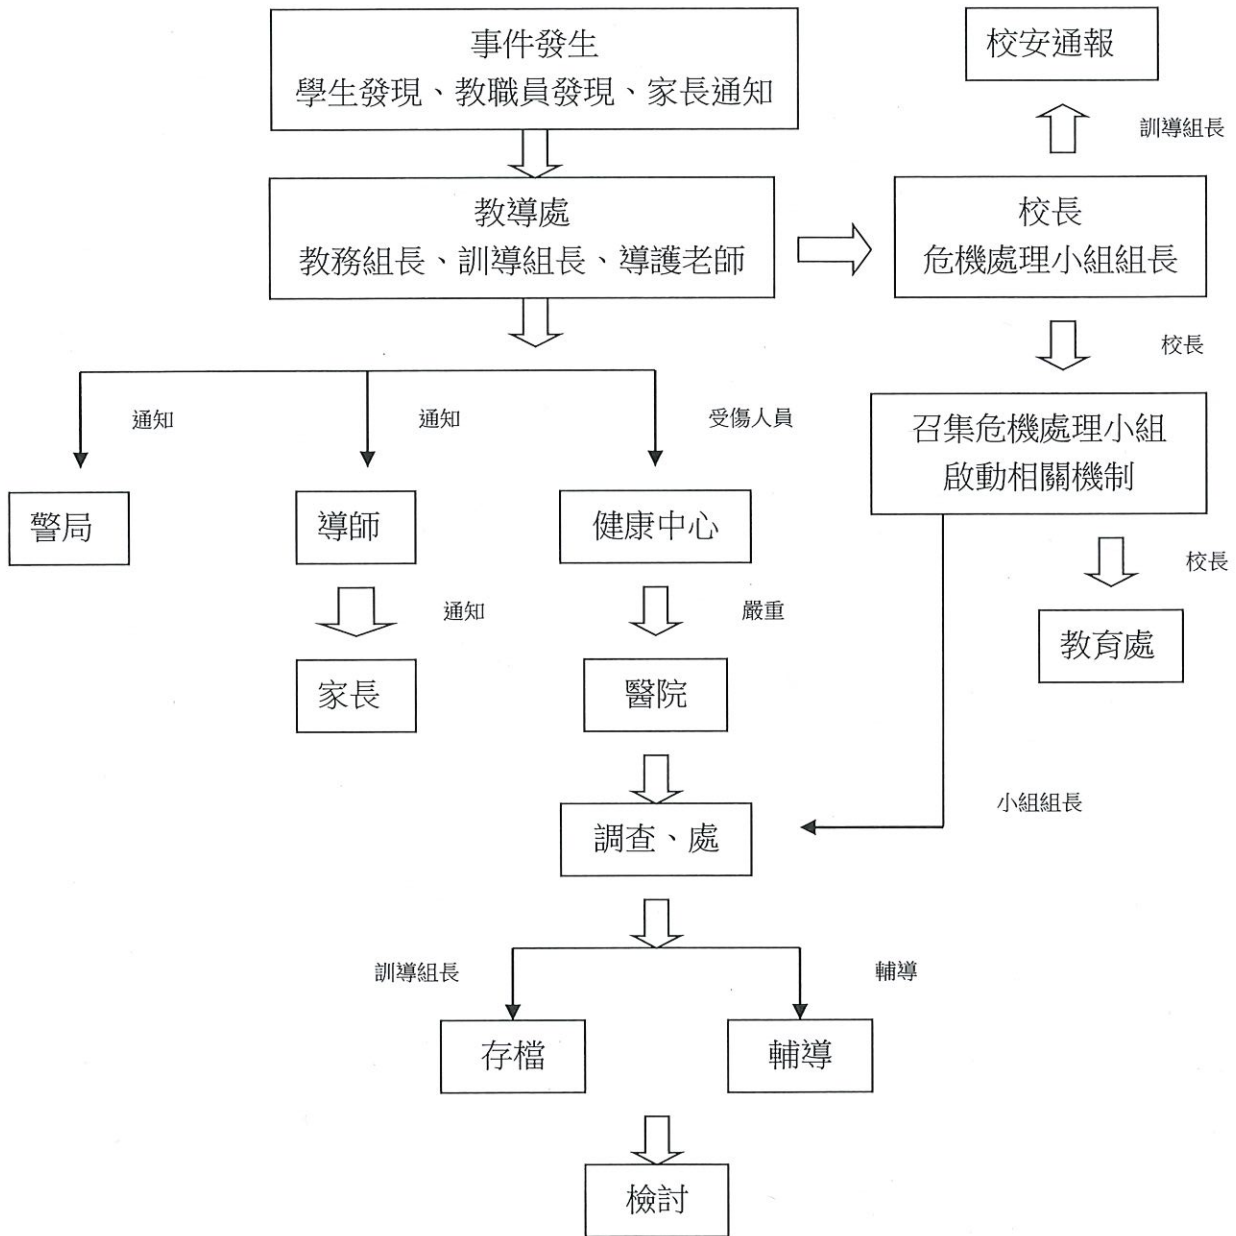 事件發生
學生發現、教職員發現、家長通知
校安通報
訓導組長
教導處
教務組長、訓導組長、導護老師
校長
危機處理小組組長
校長
通知
通知
受傷人員
召集危機處理小組
啟動相關機制
警局
導師
健康中心
校長
通知
嚴重
教育處
家長
醫院
小組組長
調查、處
訓導組長
輔導
存檔
輔導
檢討